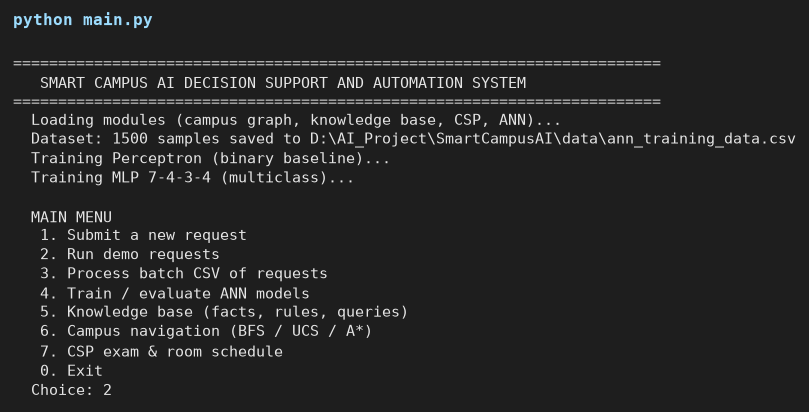 python main.py
========================================================================
SMART CAMPUS AI DECISION SUPPORT AND AUTOMATION SYSTEM
========================================================================
Loading modules (campus graph, knowledge base, CSP, ANN)...
Dataset: 1500 samples saved to D:\AI_Project\SmartCampusAI\data\ann_training_data.csv
Training Perceptron (binary baseline)...
Training MLP 7-4-3-4 (multiclass)...
MAIN MENU
1. Submit a new request
2. Run demo requests
3. Process batch CSV of requests
4. Train / evaluate ANN models
5. Knowledge base (facts, rules, queries)
6. Campus navigation (BFS / UCS / A*)
7. CSP exam & room schedule
0. Exit
Choice: 2